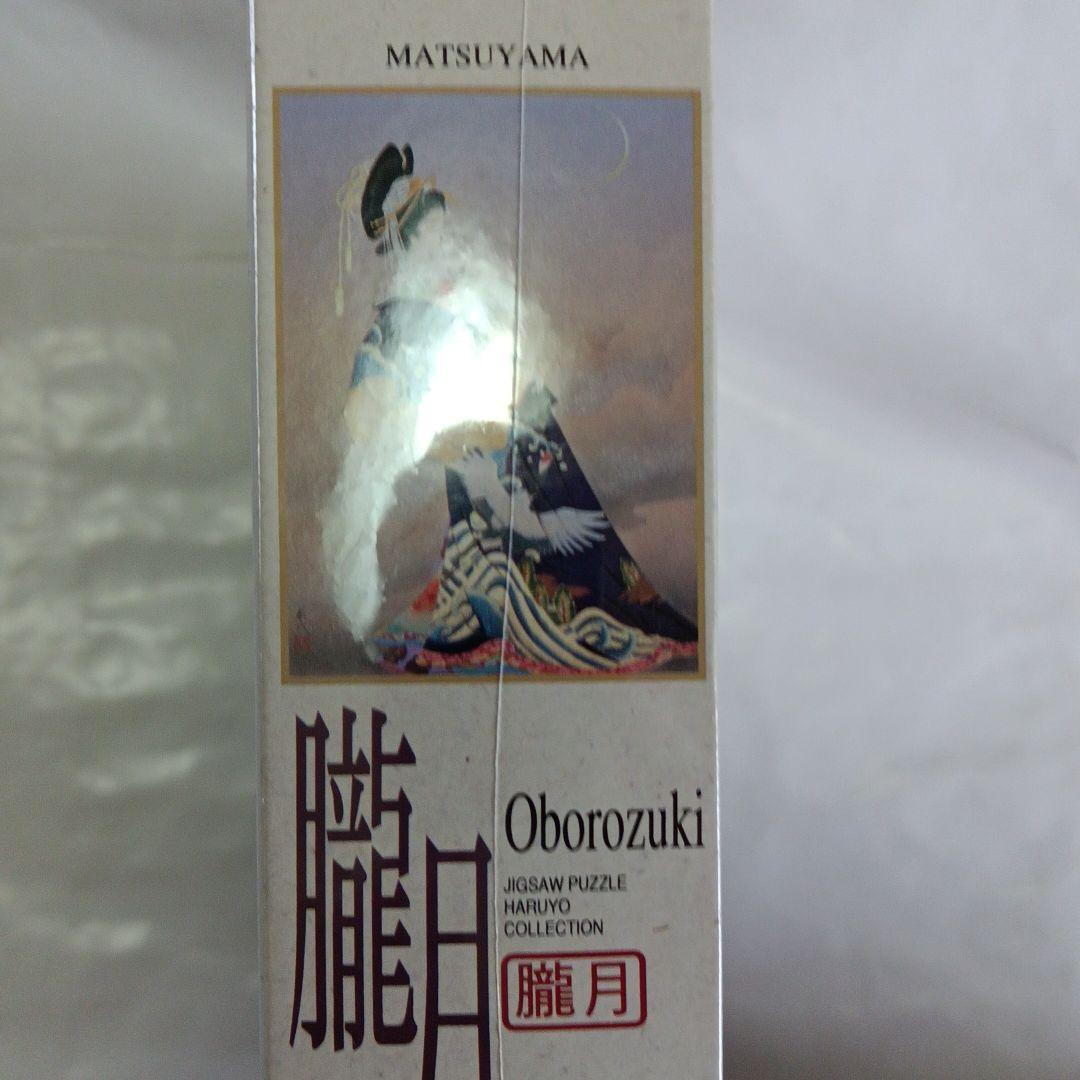 MATSUYAMA
朧月
Oborozuki
JIGSAW PUZZLE
HARUYO
COLLECTION
朧月